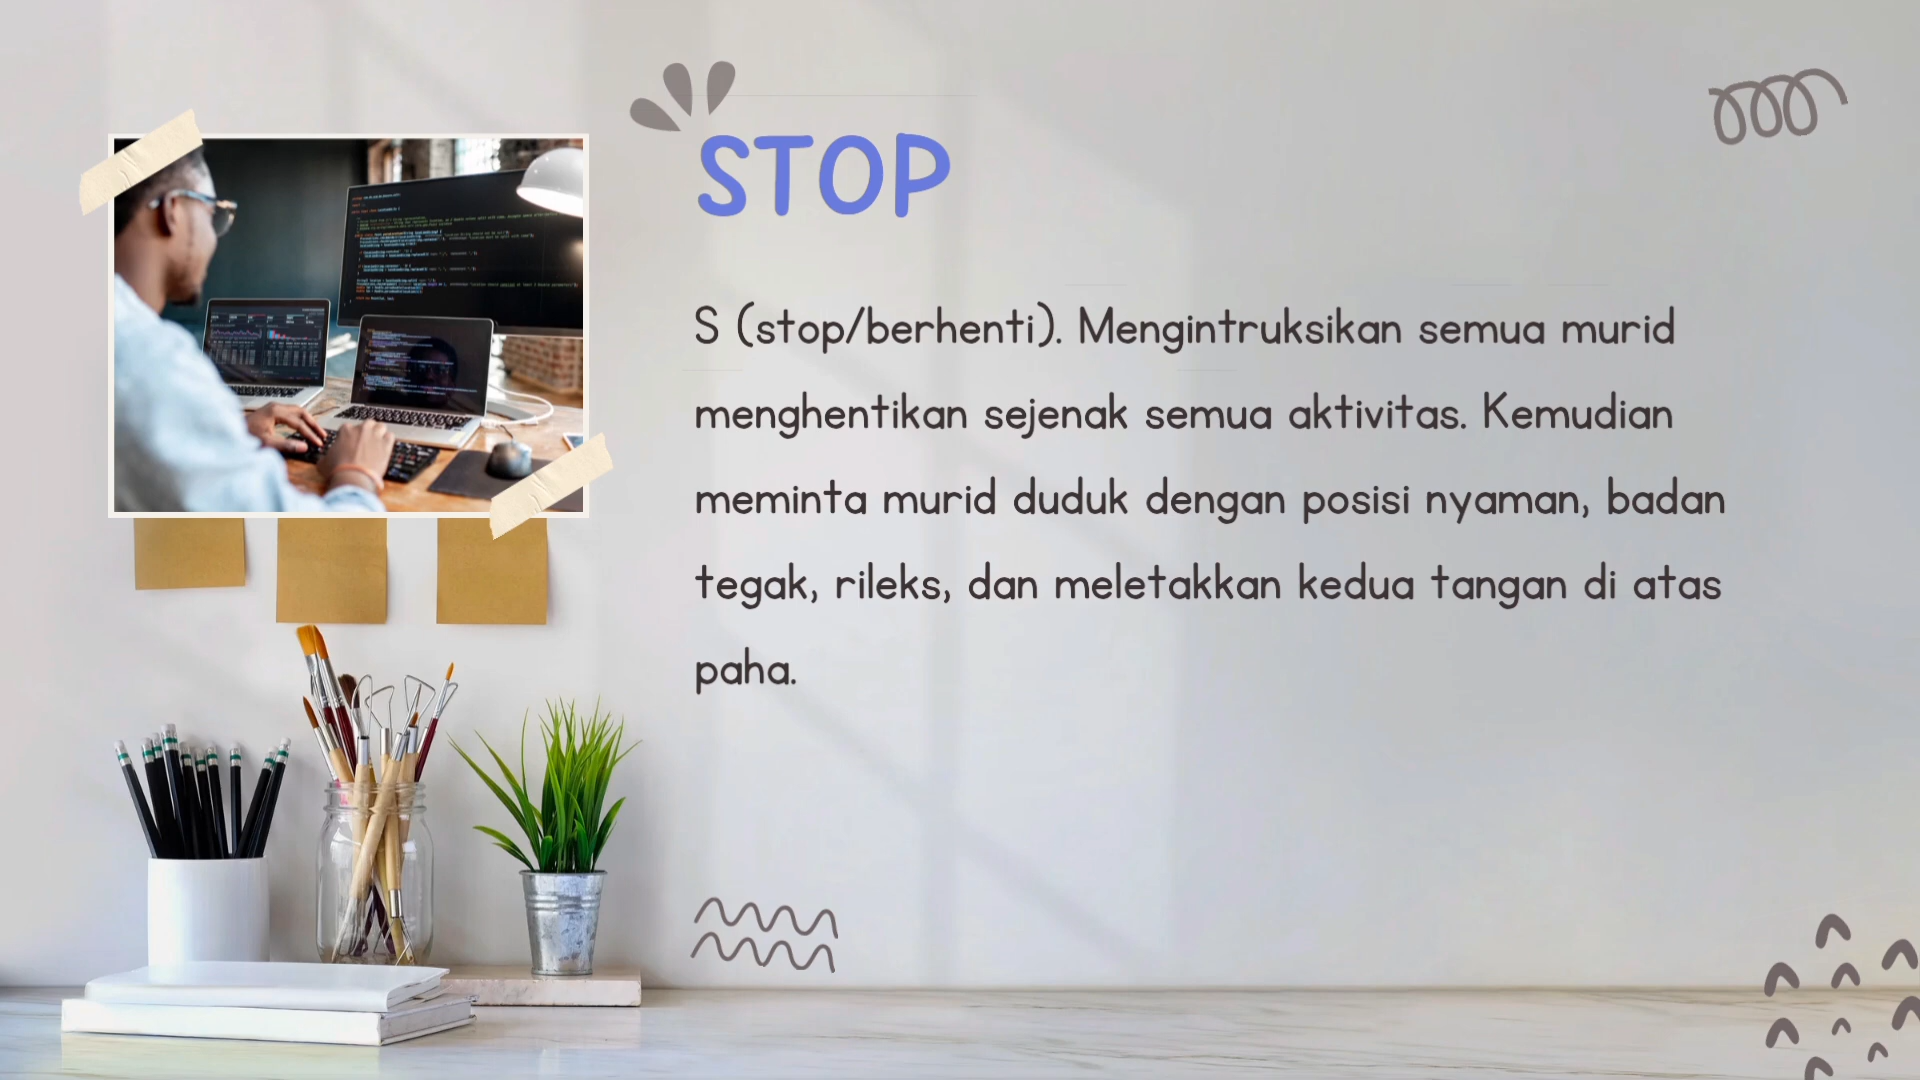 STOP
S (stop/berhenti). Mengintruksikan semua murid
menghentikan sejenak semua aktivitas. Kemudian
meminta murid duduk dengan posisi nyaman, badan
tegak, rileks, dan meletakkan kedua tangan di atas
paha.